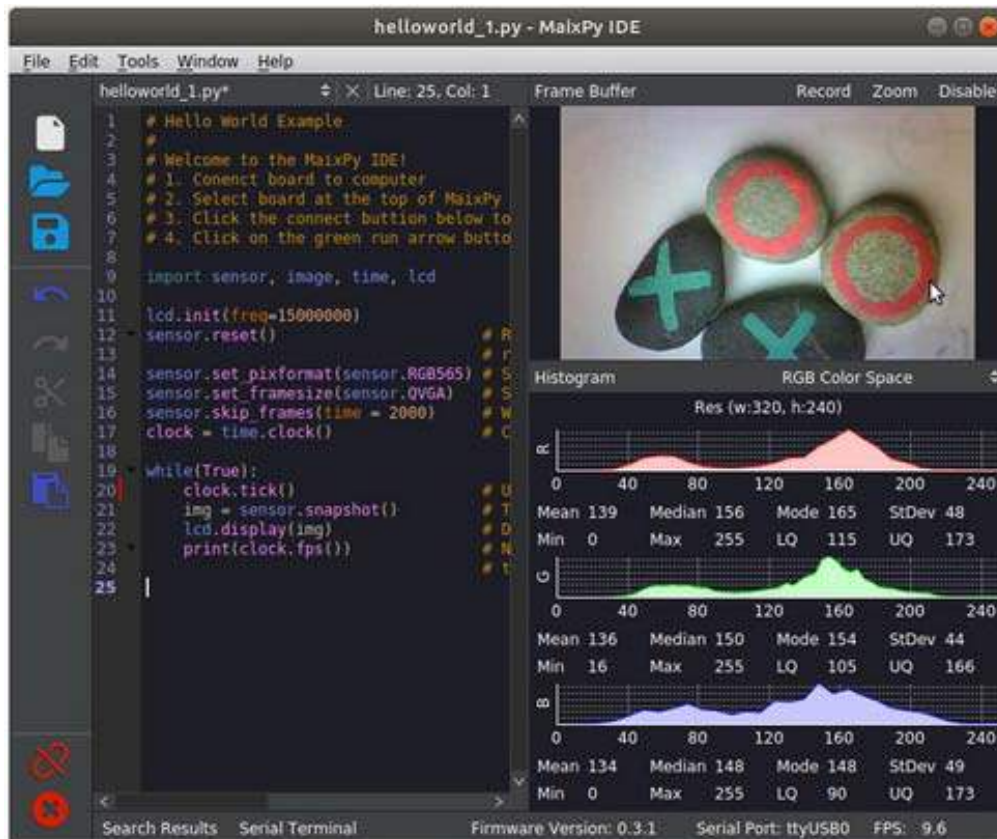 helloworld_1.py - MaixPy IDE
File Edit Tools Window Help
helloworld_1.py* Line: 25, Col: 1 Frame Buffer Record Zoom Disable
1 # Hello World Example
2 #
3 # Welcome to the MaixPy IDE!
4 # 1. Conenct board to computer
5 # 2. Select board at the top of MaixPy
6 # 3. Click the connect buttion below to
7 # 4. Click on the green run arrow butto
8
9 import sensor, image, time, lcd
10
11 lcd.init(freq=15000000)
12 sensor.reset() # R
13 # r
14 sensor.set_pixformat(sensor.RGB565) # S
15 sensor.set_framesize(sensor.QVGA) # S
16 sensor.skip_frames(time = 2000) # W
17 clock = time.clock() # C
18
19 while(True):
20 clock.tick() # U
21 img = sensor.snapshot() # T
22 lcd.display(img) # D
23 print(clock.fps()) # N
24 # t
25
Histogram RGB Color Space
Res (w:320, h:240)
R
0 40 80 120 160 200 240
Mean 139 Median 156 Mode 165 StDev 48
Min 0 Max 255 LQ 115 UQ 173
G
0 40 80 120 160 200 240
Mean 136 Median 150 Mode 154 StDev 44
Min 16 Max 255 LQ 105 UQ 166
B
0 40 80 120 160 200 240
Mean 134 Median 148 Mode 148 StDev 49
Min 0 Max 255 LQ 90 UQ 173
Search Results Serial Terminal Firmware Version: 0.3.1 Serial Port: ttyUSB0 FPS: 9.6